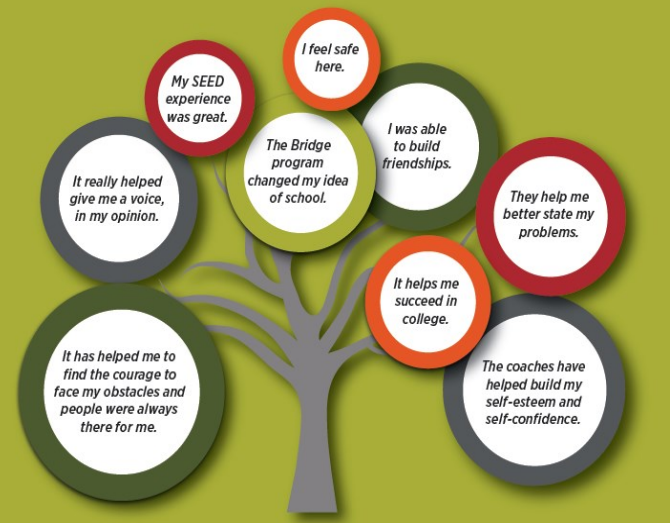 I feel safe
here.
My SEED
experience
was great.
I was able
to build
friendships.
The Bridge
program
changed my idea
of school.
It really helped
give me a voice,
in my opinion.
They help me
better state my
problems.
It helps me
succeed in
college.
It has helped me to
find the courage to
face my obstacles and
people were always
there for me.
The coaches have
helped build my
self-esteem and
self-confidence.